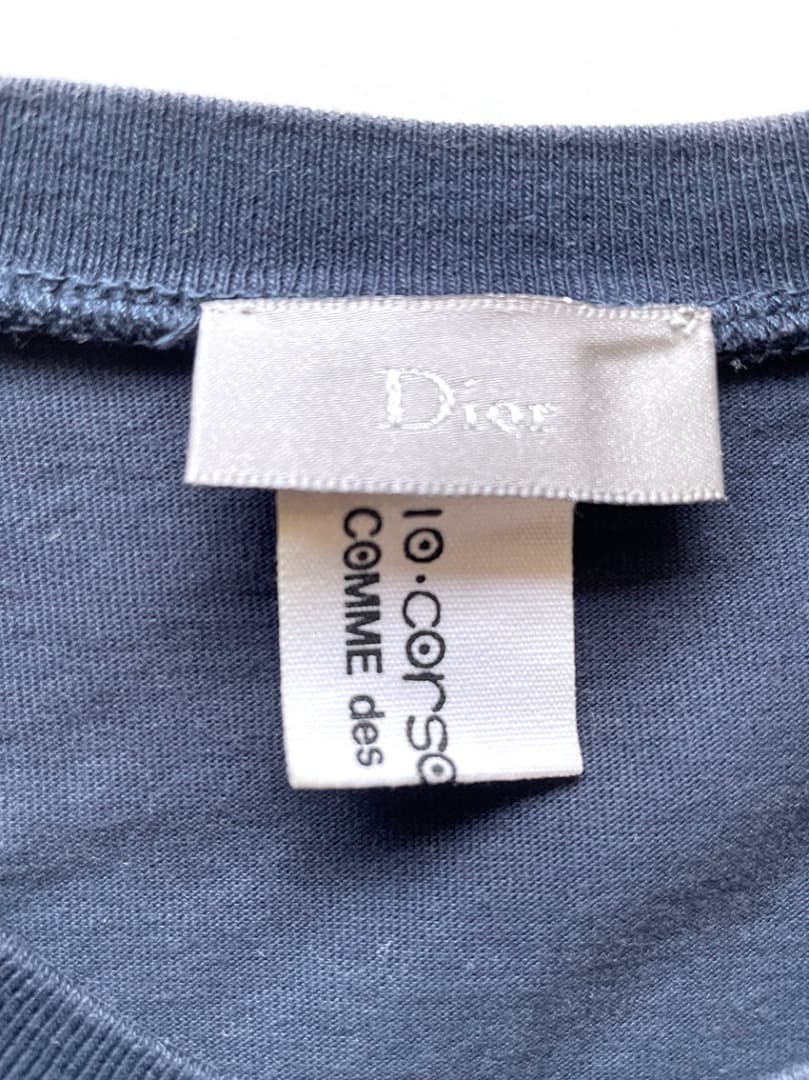 Dior
10·corso
COMME des